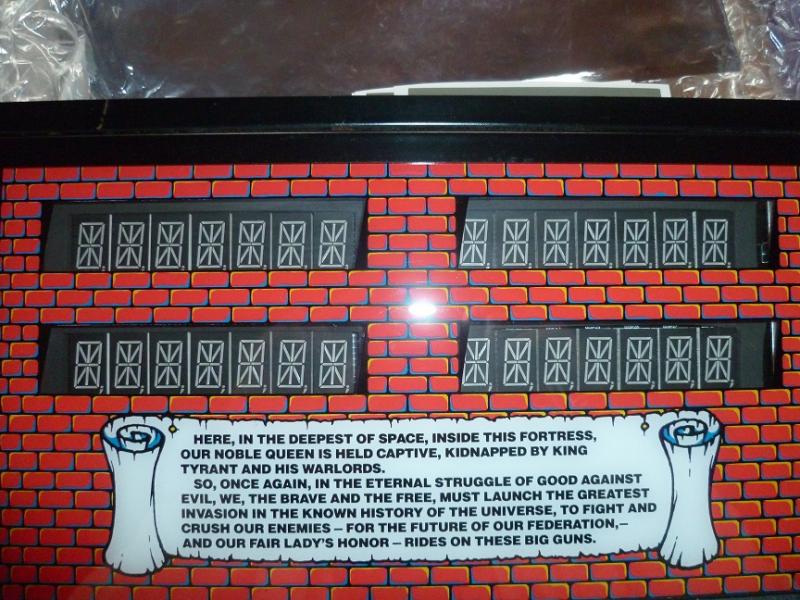 HERE, IN THE DEEPEST OF SPACE, INSIDE THIS FORTRESS,
OUR NOBLE QUEEN IS HELD CAPTIVE, KIDNAPPED BY KING
TYRANT AND HIS WARLORDS.
SO, ONCE AGAIN, IN THE ETERNAL STRUGGLE OF GOOD AGAINST
EVIL, WE, THE BRAVE AND THE FREE, MUST LAUNCH THE GREATEST
INVASION IN THE KNOWN HISTORY OF THE UNIVERSE, TO FIGHT AND
CRUSH OUR ENEMIES – FOR THE FUTURE OF OUR FEDERATION,–
AND OUR FAIR LADY'S HONOR – RIDES ON THESE BIG GUNS.